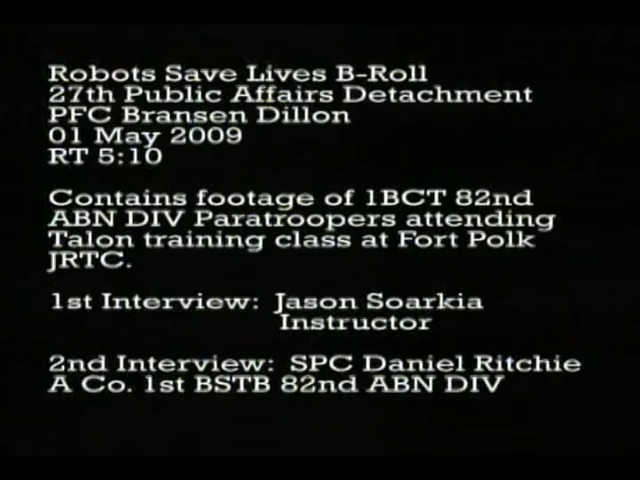 Robots Save Lives B-Roll
27th Public Affairs Detachment
PFC Bransen Dillon
01 May 2009
RT 5:10
Contains footage of 1BCT 82nd
ABN DIV Paratroopers attending
Talon training class at Fort Polk
JRTC.
1st Interview: Jason Soarkia
Instructor
2nd Interview: SPC Daniel Ritchie
A Co. 1st BSTB 82nd ABN DIV